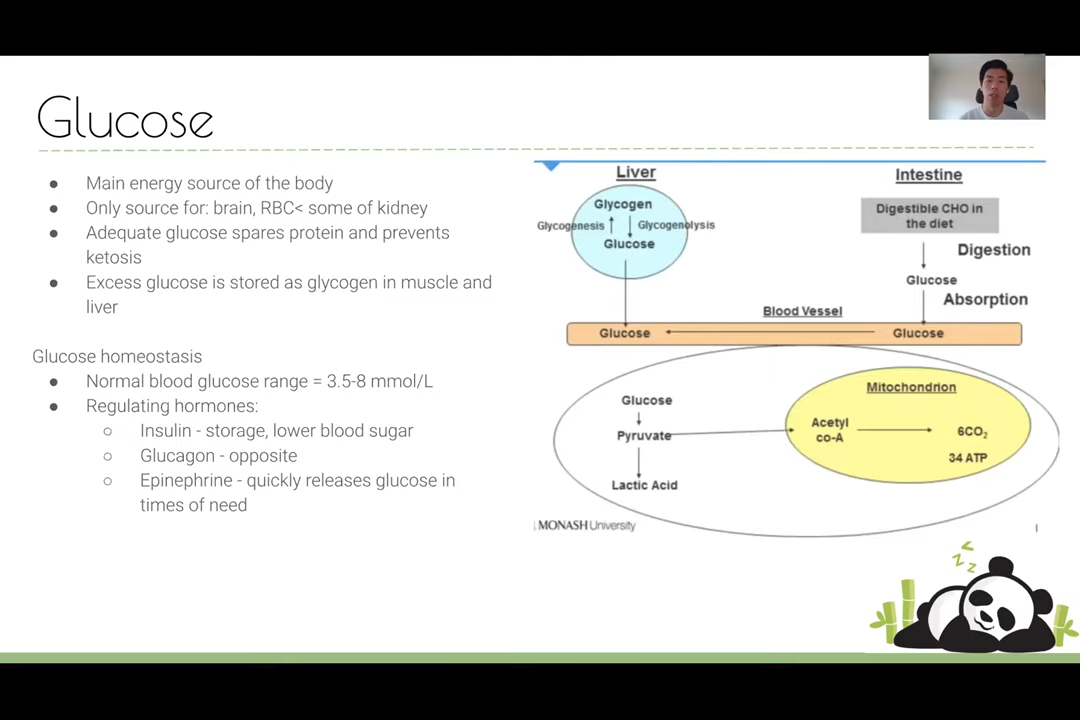 Glucose
● Main energy source of the body
● Only source for: brain, RBC< some of kidney
● Adequate glucose spares protein and prevents
ketosis
● Excess glucose is stored as glycogen in muscle and
liver
Glucose homeostasis
● Normal blood glucose range = 3.5-8 mmol/L
● Regulating hormones:
○ Insulin - storage, lower blood sugar
○ Glucagon - opposite
○ Epinephrine - quickly releases glucose in
times of need
Liver
Glycogen
Glycogenesis
Glycogenolysis
Glucose
Intestine
Digestible CHO in
the diet
Digestion
Glucose
Absorption
Blood Vessel
Glucose
Glucose
Glucose
Pyruvate
Lactic Acid
Mitochondrion
Acetyl
co-A
6CO₂
34 ATP
MONASH University
z
z
z